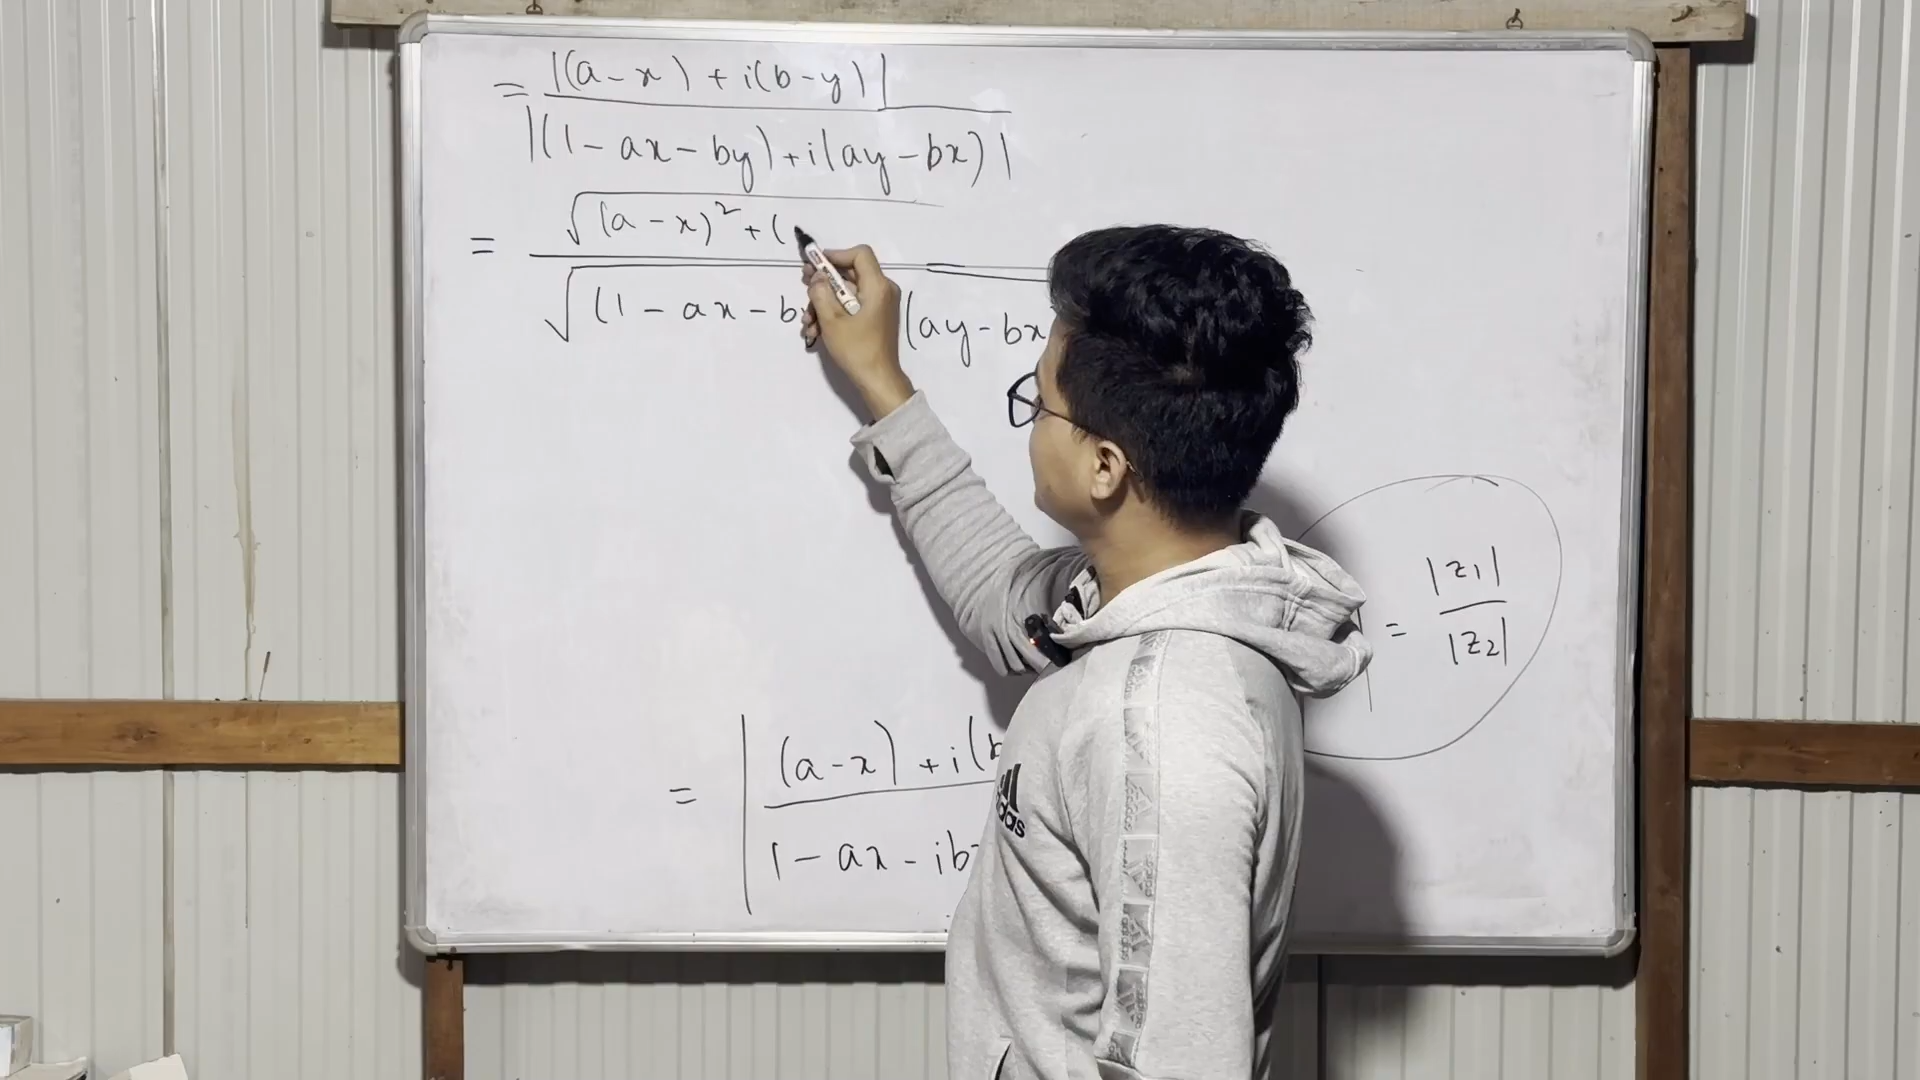 = |(a-x) + i(b-y)|
|(1-ax-by)+i(ay-bx)|
= √(a-x)²+(
√(1-ax-b (ay-bx
= |z₁|
|z₂|
= | (a-x) +i(
1-ax-ib
adidas